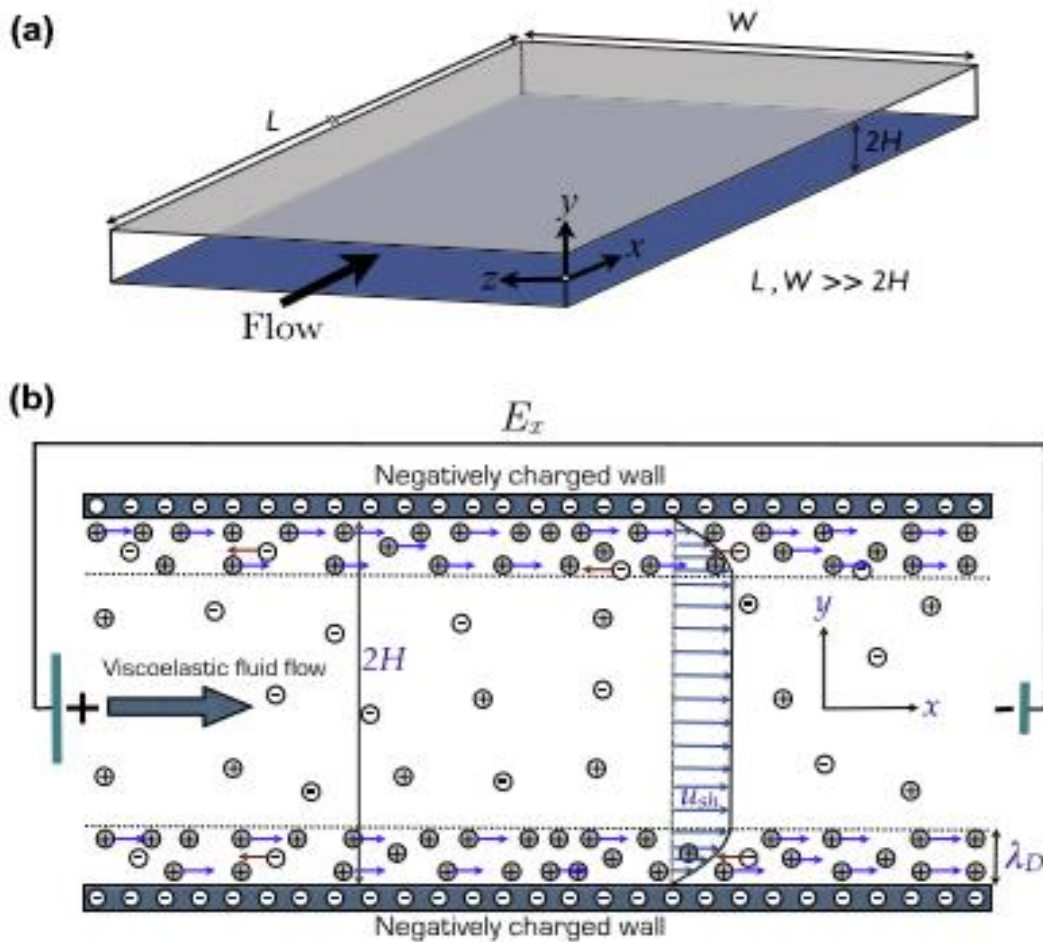 (a)
W
L
2H
y
x
z
L , W >> 2H
Flow
(b)
E_x
Negatively charged wall
y
2H
Viscoelastic fluid flow
+
x
-
u_sh
λ_D
Negatively charged wall